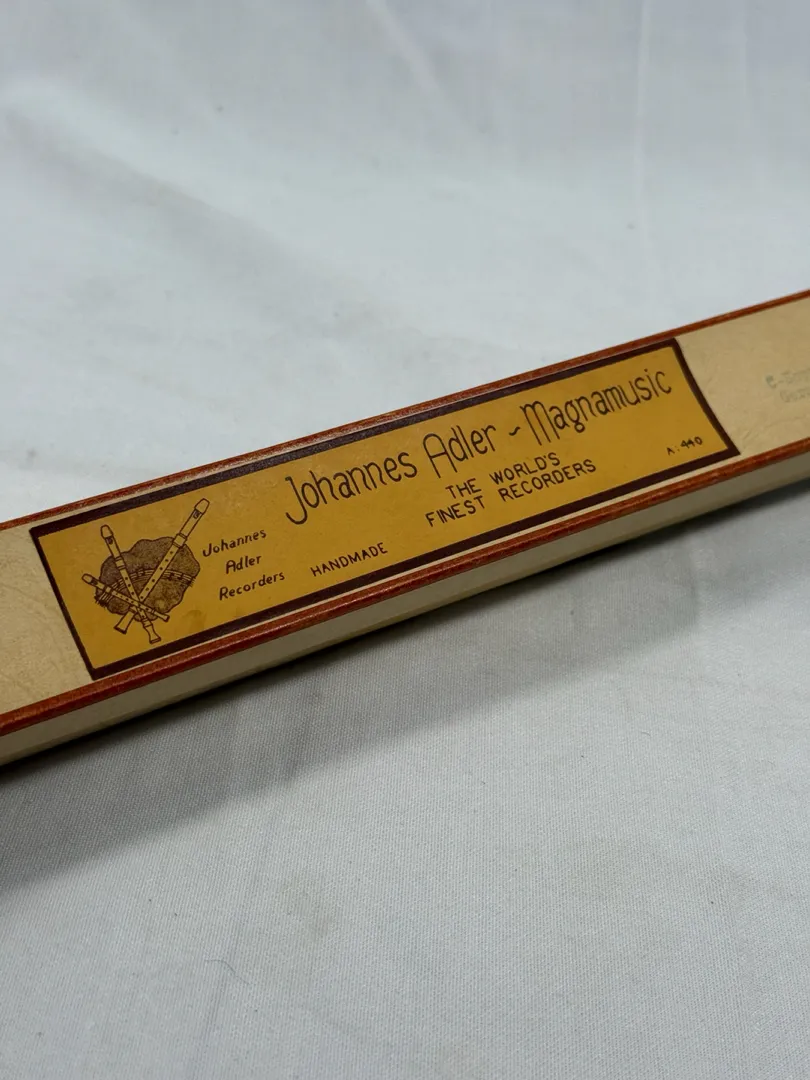 Johannes Adler ~ Magnamusic
THE WORLD'S
FINEST RECORDERS
A. 440
Johannes
Adler
Recorders
HANDMADE